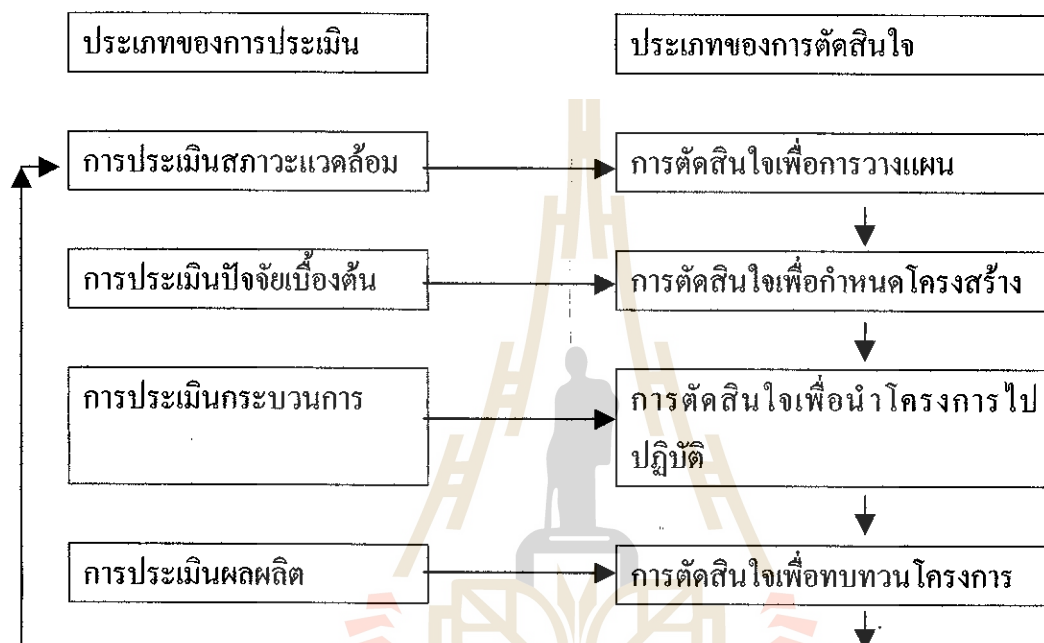 ประเภทของการประเมิน
ประเภทของการตัดสินใจ
การประเมินสภาวะแวดล้อม
การตัดสินใจเพื่อการวางแผน
การประเมินปัจจัยเบื้องต้น
การตัดสินใจเพื่อกำหนดโครงสร้าง
การประเมินกระบวนการ
การตัดสินใจเพื่อนำโครงการไป
ปฏิบัติ
การประเมินผลผลิต
การตัดสินใจเพื่อทบทวนโครงการ